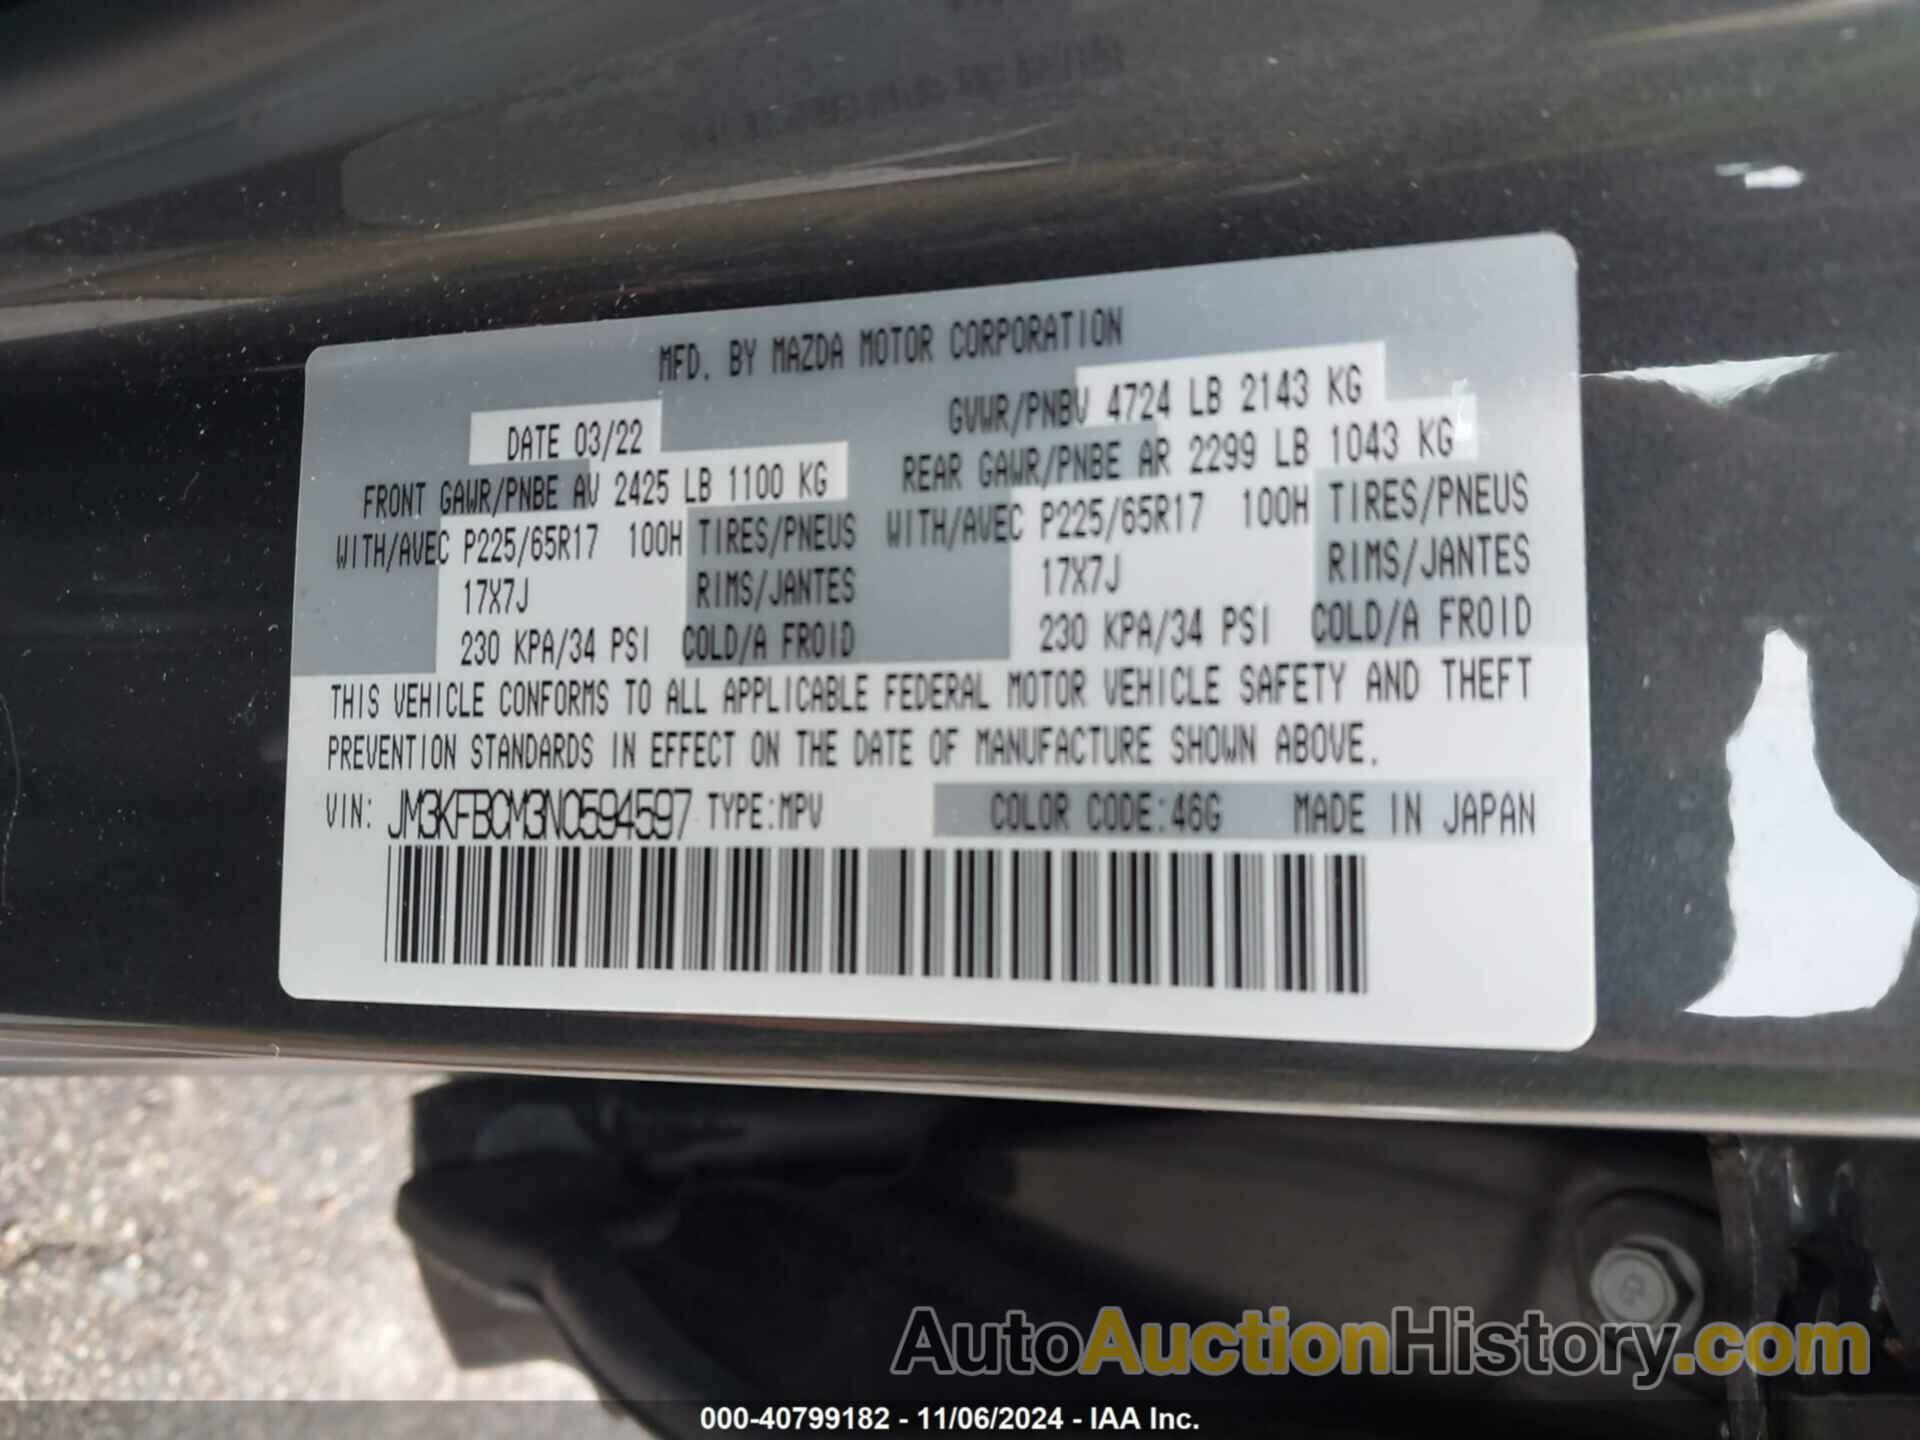 MFD. BY MAZDA MOTOR CORPORATION
DATE 03/22 GVWR/PNBV 4724 LB 2143 KG
FRONT GAWR/PNBE AV 2425 LB 1100 KG REAR GAWR/PNBE AR 2299 LB 1043 KG
WITH/AVEC P225/65R17 100H TIRES/PNEUS WITH/AVEC P225/65R17 100H TIRES/PNEUS
17X7J RIMS/JANTES 17X7J RIMS/JANTES
230 KPA/34 PSI COLD/A FROID 230 KPA/34 PSI COLD/A FROID
THIS VEHICLE CONFORMS TO ALL APPLICABLE FEDERAL MOTOR VEHICLE SAFETY AND THEFT
PREVENTION STANDARDS IN EFFECT ON THE DATE OF MANUFACTURE SHOWN ABOVE.
VIN: JM3KFBCM3N0594597 TYPE:MPV COLOR CODE:46G MADE IN JAPAN
AutoAuctionHistory.com
000-40799182 - 11/06/2024 - IAA Inc.